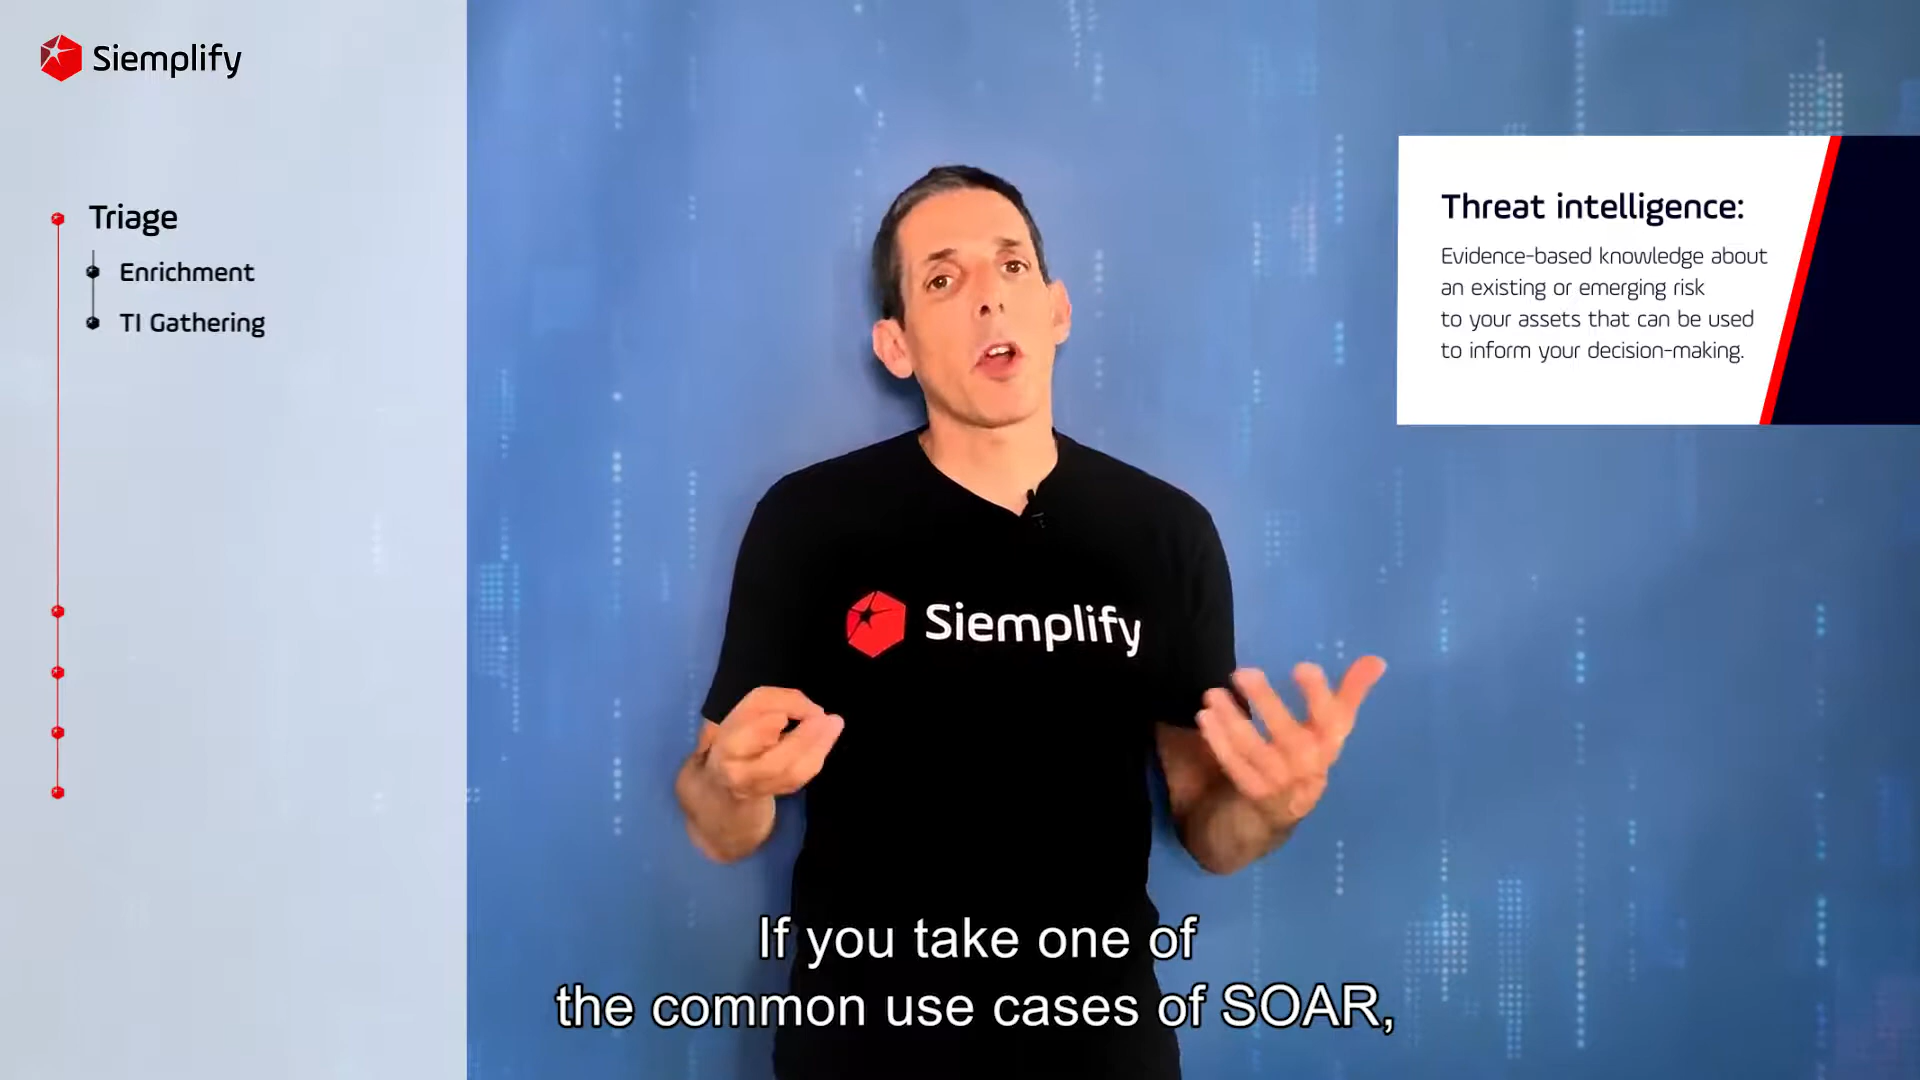 Siemplify
Triage
Enrichment
TI Gathering
Threat intelligence:
Evidence-based knowledge about
an existing or emerging risk
to your assets that can be used
to inform your decision-making.
Siemplify
If you take one of
the common use cases of SOAR,